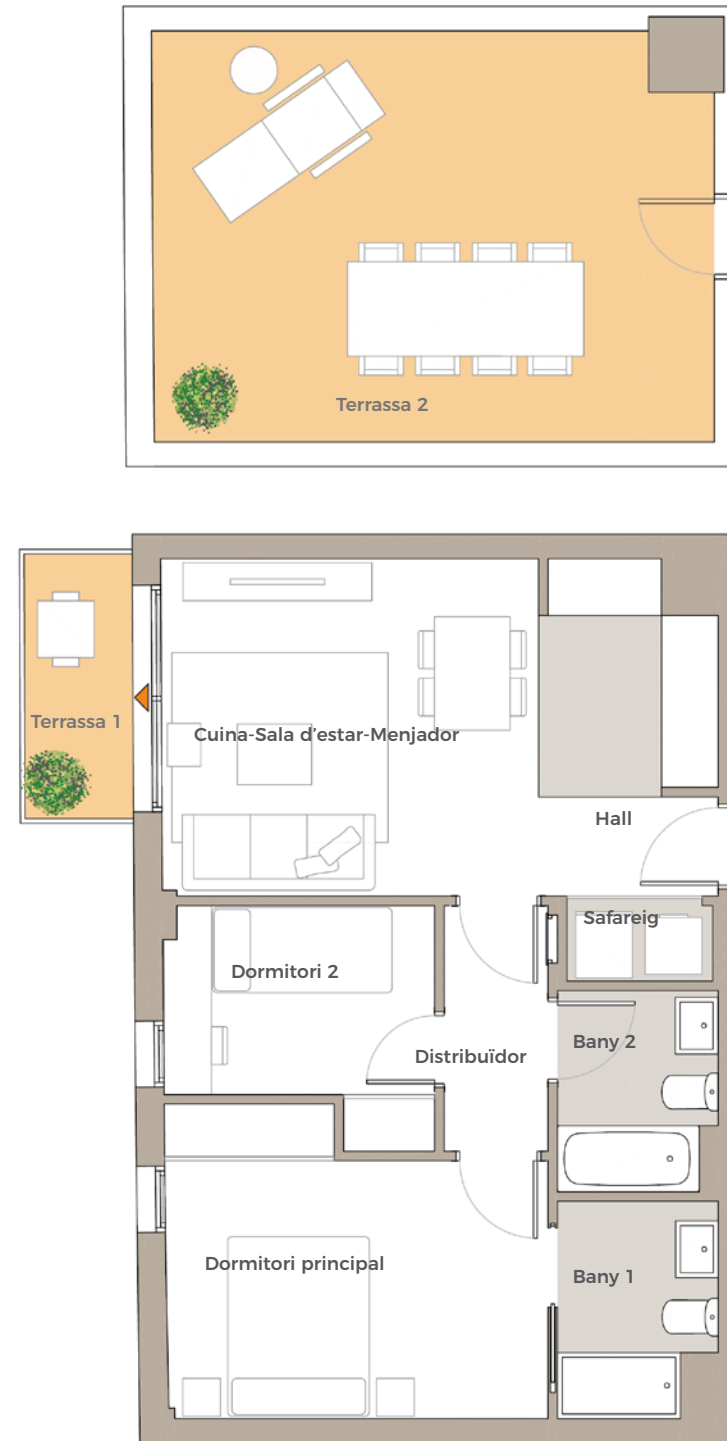 Terrassa 2
Terrassa 1
Cuina-Sala d'estar-Menjador
Hall
Safareig
Dormitori 2
Bany 2
Distribuïdor
Dormitori principal
Bany 1